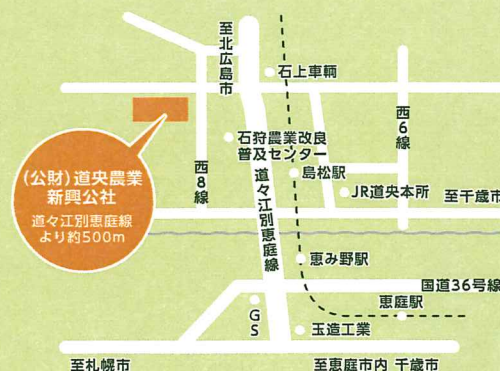 至北広島市
石上車輌
西6線
石狩農業改良
普及センター
西8線
島松駅
(公財)道央農業
新興公社
道々江別恵庭線
より約500m
道々江別恵庭線
JR道央本所
至千歳市
恵み野駅
国道36号線
恵庭駅
GS
玉造工業
至札幌市
至恵庭市内 千歳市